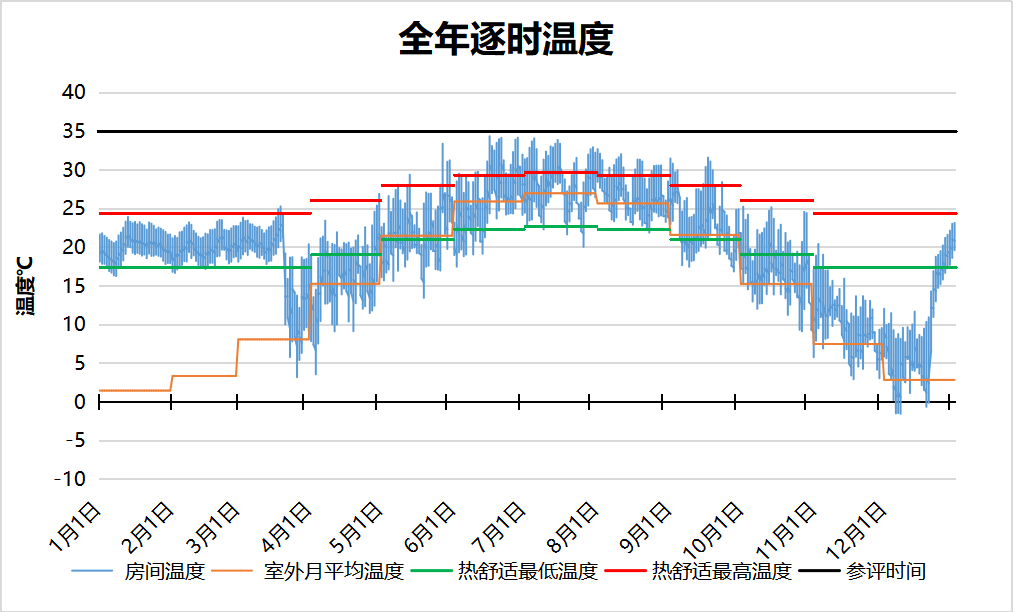 全年逐时温度
温度℃
40
35
30
25
20
15
10
5
0
-5
-10
1月1日
2月1日
3月1日
4月1日
5月1日
6月1日
7月1日
8月1日
9月1日
10月1日
11月1日
12月1日
房间温度 室外月平均温度 热舒适最低温度 热舒适最高温度 参评时间